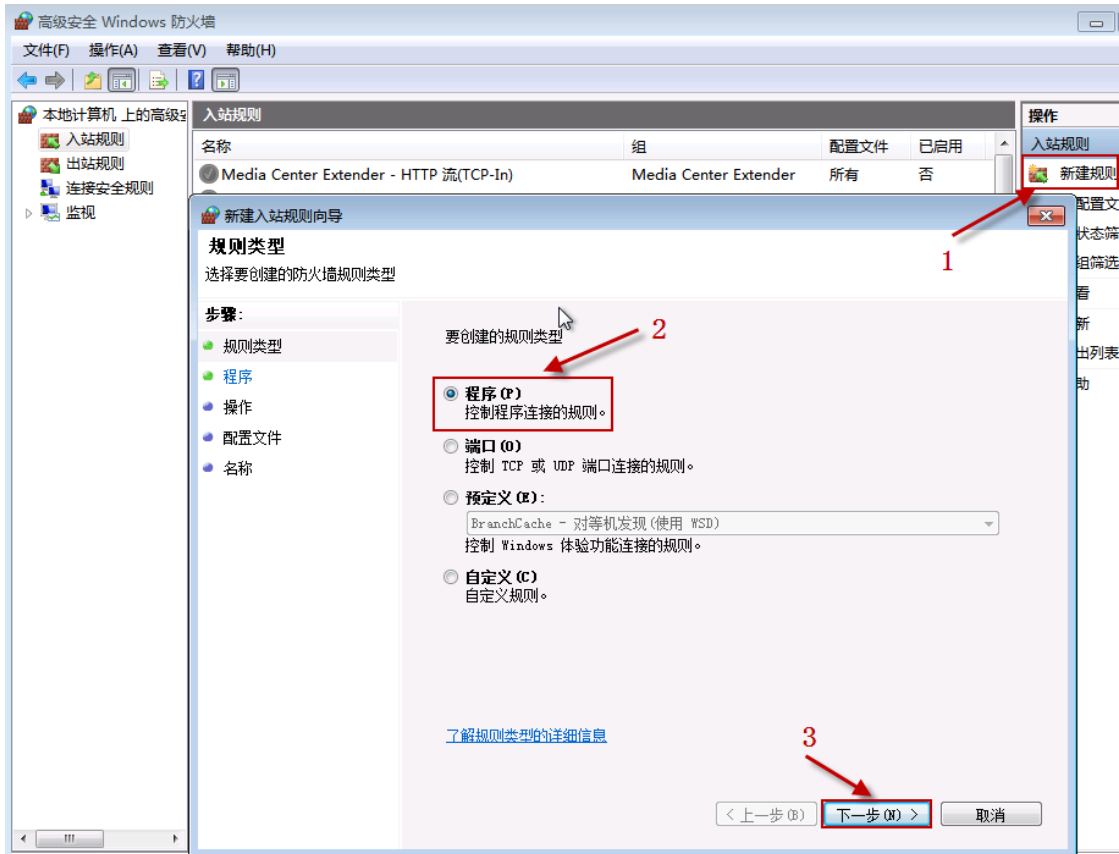 高级安全 Windows 防火墙
文件(F) 操作(A) 查看(V) 帮助(H)
本地计算机 上的高级安
入站规则
出站规则
连接安全规则
监视
入站规则
名称 组 配置文件 已启用
Media Center Extender - HTTP 流(TCP-In) Media Center Extender 所有 否
操作
入站规则
新建规则
配置文
状态筛
组筛选
看
新
出列表
助
1
新建入站规则向导
规则类型
选择要创建的防火墙规则类型
步骤:
规则类型
程序
操作
配置文件
名称
要创建的规则类型
2
程序(P)
控制程序连接的规则。
端口(O)
控制 TCP 或 UDP 端口连接的规则。
预定义(E):
BranchCache - 对等机发现(使用 WSD)
控制 Windows 体验功能连接的规则。
自定义(C)
自定义规则。
了解规则类型的详细信息
3
< 上一步(B) 下一步(N) > 取消